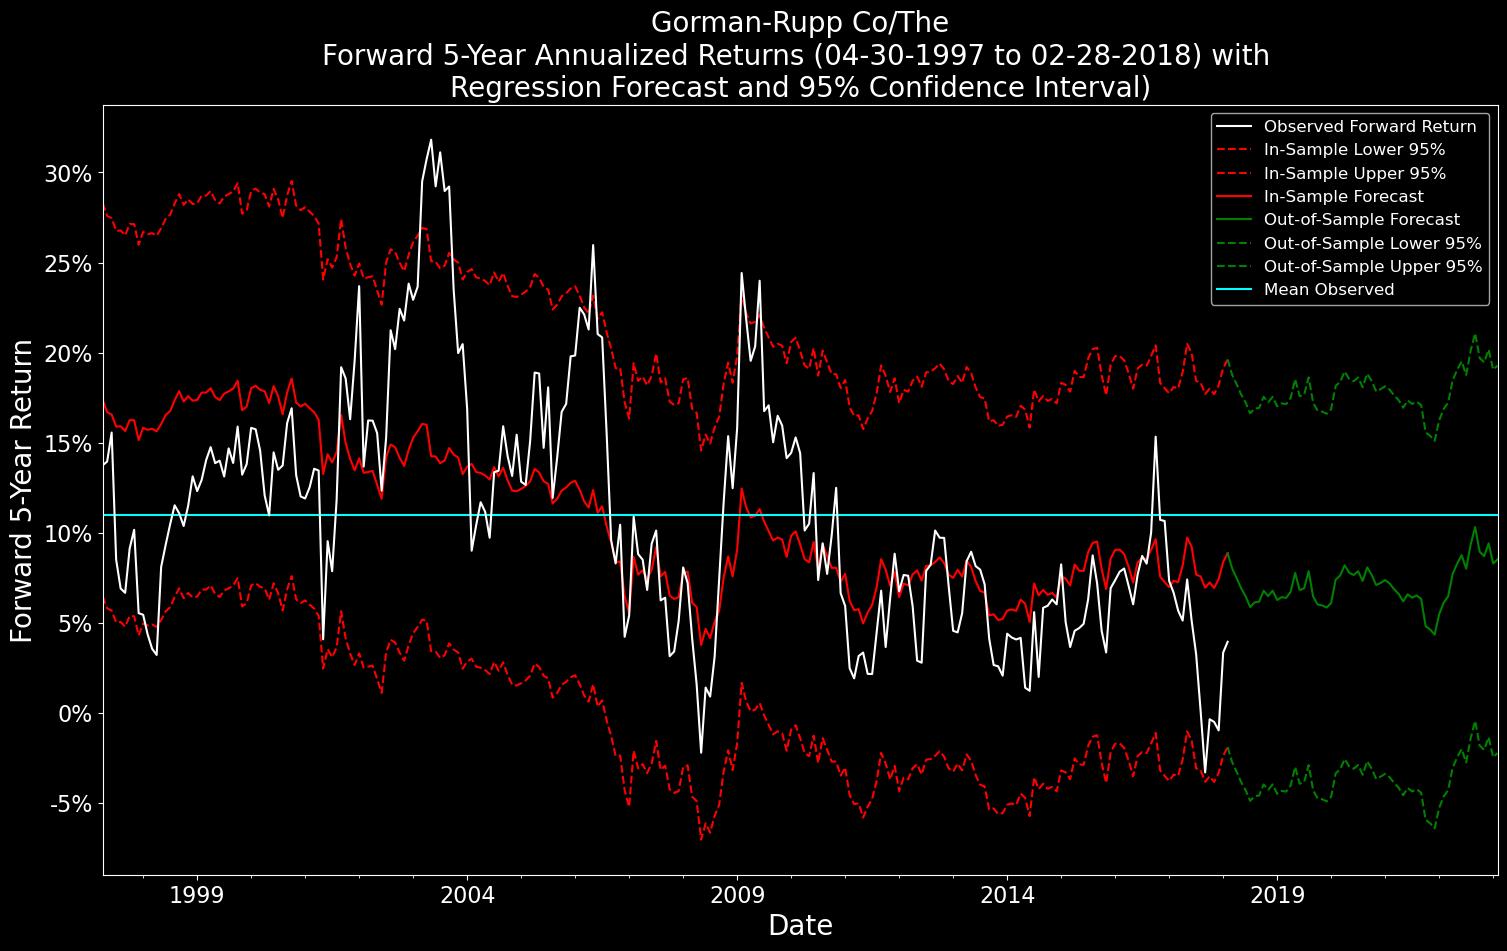 Gorman-Rupp Co/The
Forward 5-Year Annualized Returns (04-30-1997 to 02-28-2018) with
Regression Forecast and 95% Confidence Interval)
Observed Forward Return
In-Sample Lower 95%
In-Sample Upper 95%
In-Sample Forecast
Out-of-Sample Forecast
Out-of-Sample Lower 95%
Out-of-Sample Upper 95%
Mean Observed
Forward 5-Year Return
30%
25%
20%
15%
10%
5%
0%
-5%
1999
2004
2009
2014
2019
Date